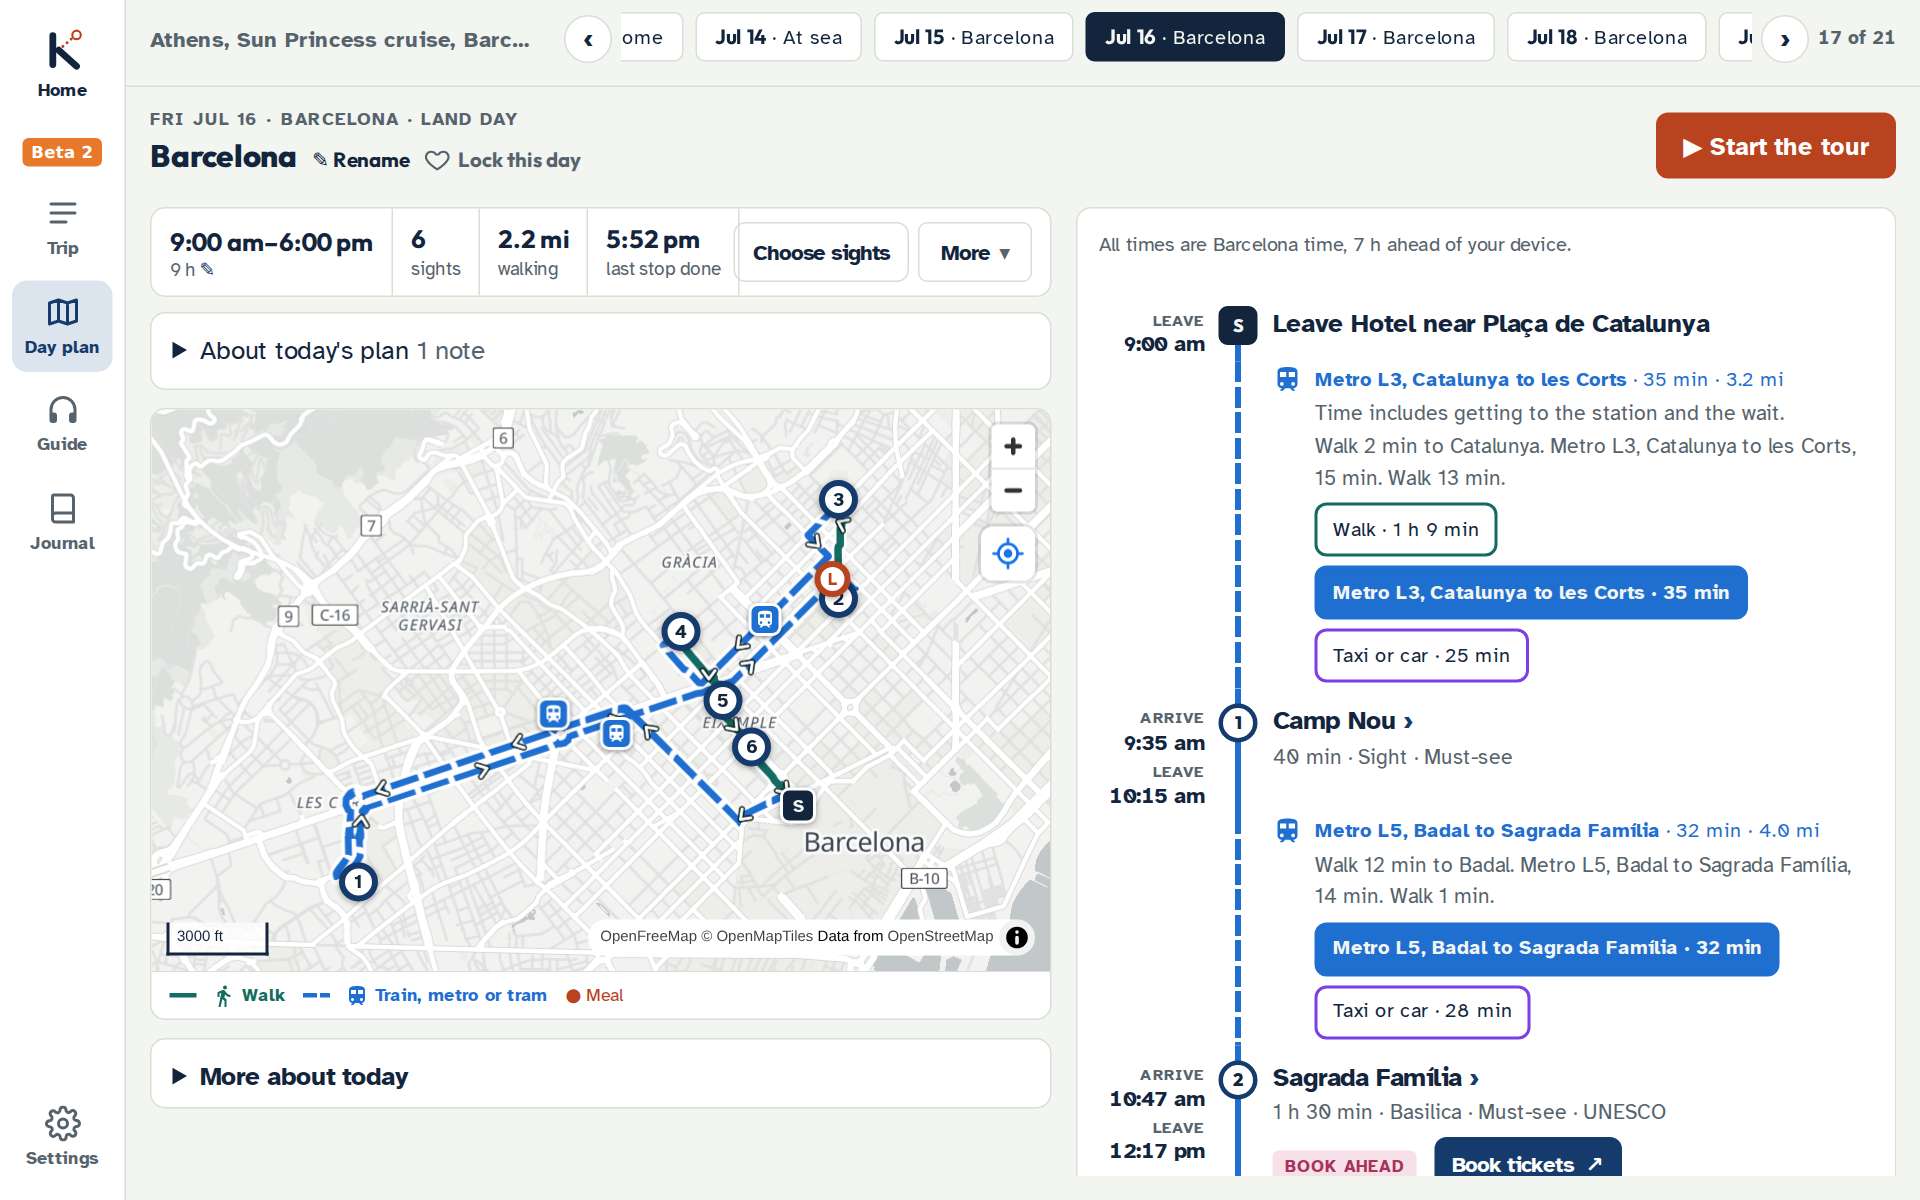 Home
Beta 2
Trip
Day plan
Guide
Journal
Settings
Athens, Sun Princess cruise, Barc...
‹
ome
Jul 14 · At sea
Jul 15 · Barcelona
Jul 16 · Barcelona
Jul 17 · Barcelona
Jul 18 · Barcelona
›
17 of 21
FRI JUL 16 · BARCELONA · LAND DAY
Barcelona ✎ Rename Lock this day
▶ Start the tour
9:00 am–6:00 pm
9 h ✎
6
sights
2.2 mi
walking
5:52 pm
last stop done
Choose sights
More ▾
▶ About today's plan 1 note
6
7
9
C-16
SARRIÀ-SANT
GERVASI
GRÀCIA
3
L
2
4
5
6
S
1
LES C
Barcelona
B-10
20
+
−
3000 ft
OpenFreeMap © OpenMapTiles Data from OpenStreetMap
Walk
Train, metro or tram
Meal
▶ More about today
All times are Barcelona time, 7 h ahead of your device.
LEAVE
9:00 am
S
Leave Hotel near Plaça de Catalunya
Metro L3, Catalunya to les Corts · 35 min · 3.2 mi
Time includes getting to the station and the wait.
Walk 2 min to Catalunya. Metro L3, Catalunya to les Corts,
15 min. Walk 13 min.
Walk · 1 h 9 min
Metro L3, Catalunya to les Corts · 35 min
Taxi or car · 25 min
ARRIVE
9:35 am
LEAVE
10:15 am
1
Camp Nou ›
40 min · Sight · Must-see
Metro L5, Badal to Sagrada Família · 32 min · 4.0 mi
Walk 12 min to Badal. Metro L5, Badal to Sagrada Família,
14 min. Walk 1 min.
Metro L5, Badal to Sagrada Família · 32 min
Taxi or car · 28 min
ARRIVE
10:47 am
LEAVE
12:17 pm
2
Sagrada Família ›
1 h 30 min · Basilica · Must-see · UNESCO
BOOK AHEAD
Book tickets ↗